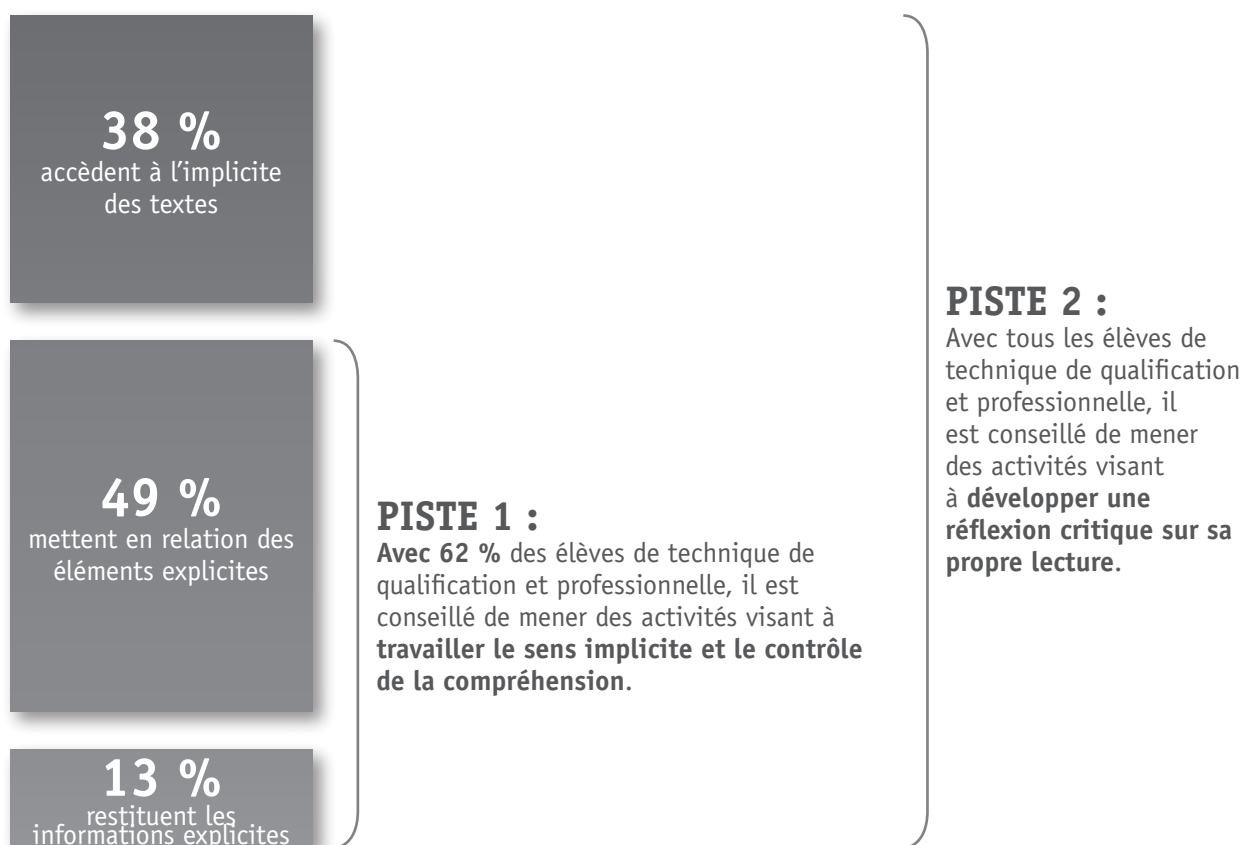 38 %
accèdent à l'implicite
des textes
49 %
mettent en relation des
éléments explicites
13 %
restituent les
informations explicites
PISTE 1 :
Avec 62 % des élèves de technique de
qualification et professionnelle, il est
conseillé de mener des activités visant à
travailler le sens implicite et le contrôle
de la compréhension.
PISTE 2 :
Avec tous les élèves de
technique de qualification
et professionnelle, il
est conseillé de mener
des activités visant
à développer une
réflexion critique sur sa
propre lecture.